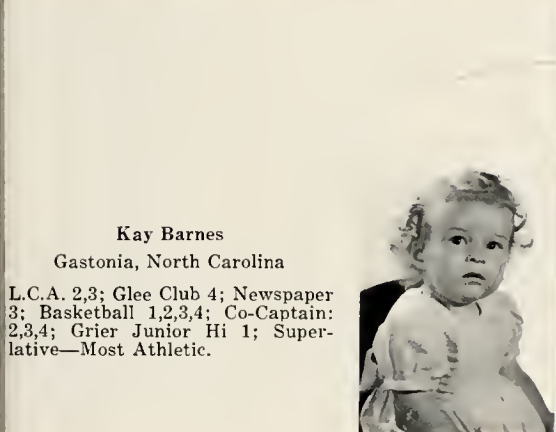 Kay Barnes
Gastonia, North Carolina
L.C.A. 2,3; Glee Club 4; Newspaper
3; Basketball 1,2,3,4; Co-Captain:
2,3,4; Grier Junior Hi 1; Super-
lative—Most Athletic.